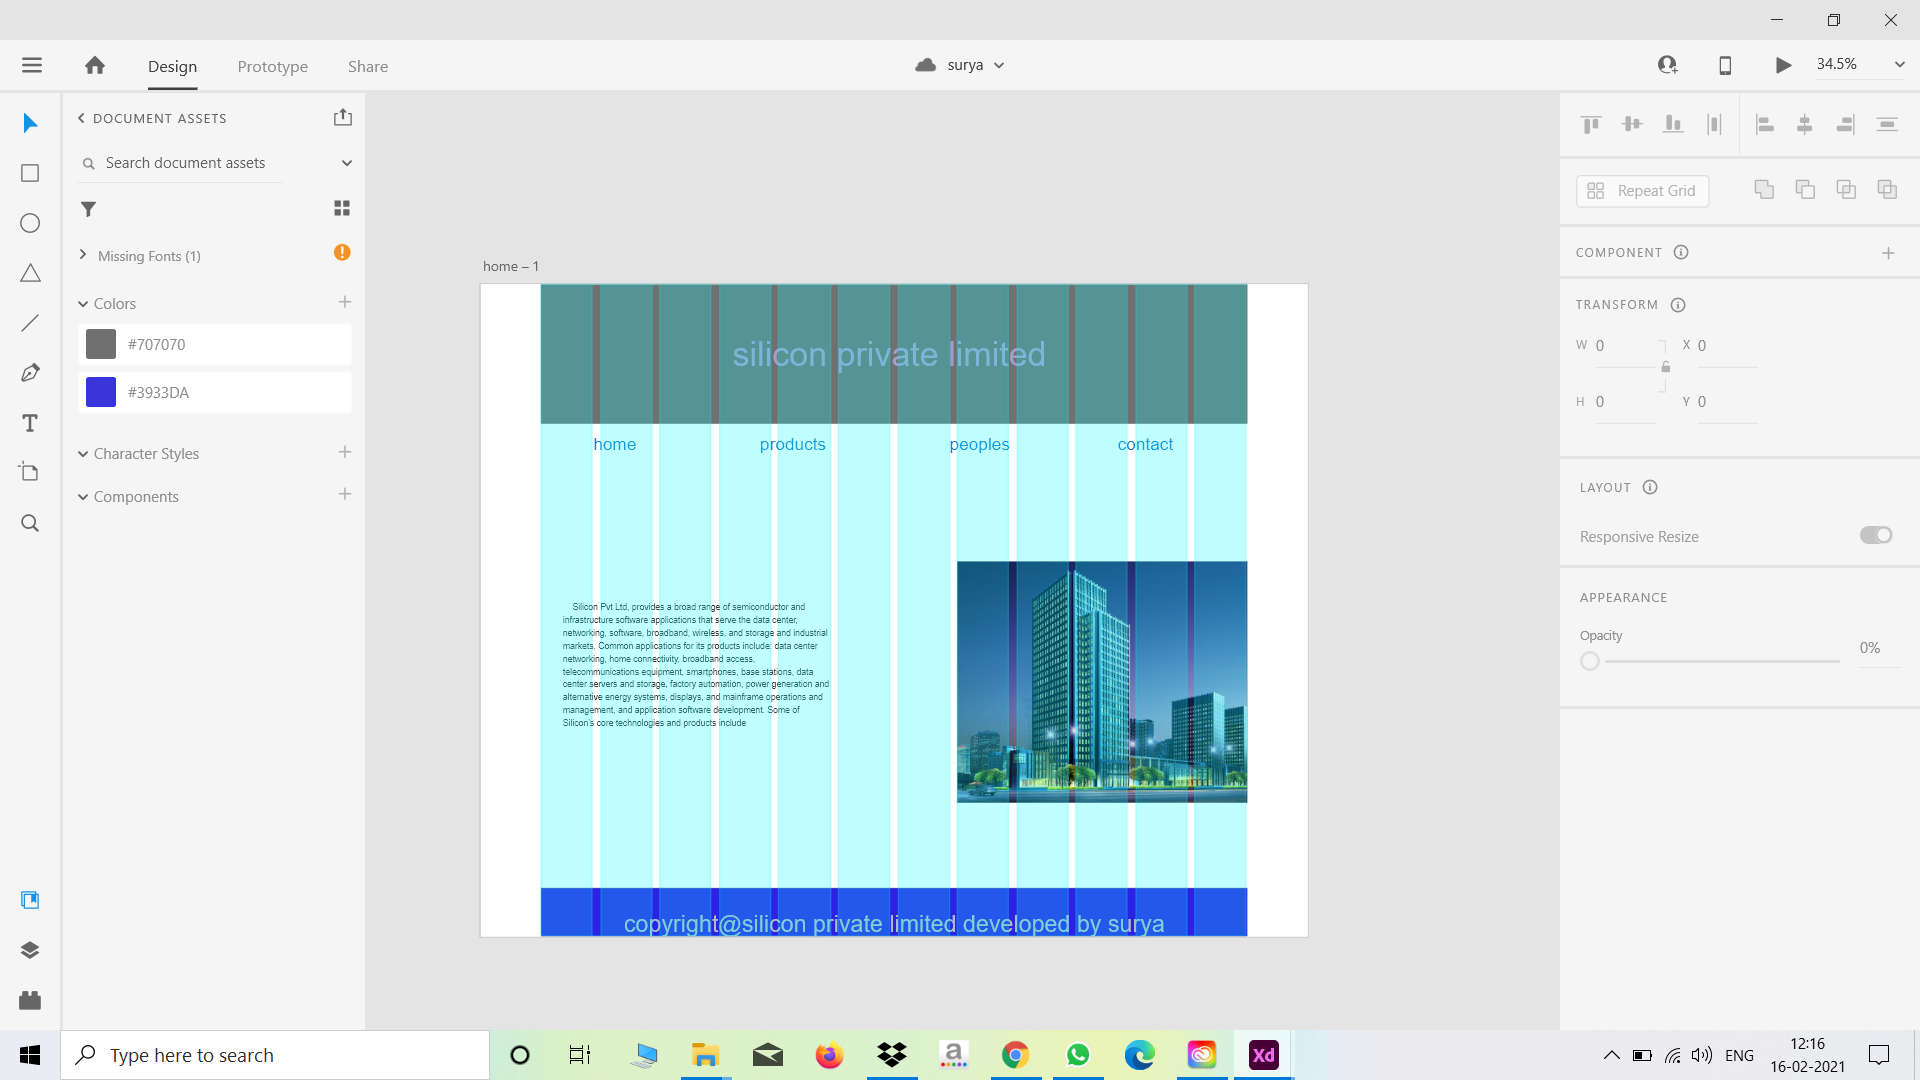 Design
Prototype
Share
surya
34.5%
DOCUMENT ASSETS
Search document assets
Missing Fonts (1)
Colors
#707070
#3933DA
Character Styles
Components
home – 1
silicon private limited
home
products
peoples
contact
Silicon Pvt Ltd, provides a broad range of semiconductor and
infrastructure software applications that serve the data center,
networking, software, broadband, wireless, and storage and industrial
markets. Common applications for its products include: data center
networking, home connectivity, broadband access,
telecommunications equipment, smartphones, base stations, data
center servers and storage, factory automation, power generation and
alternative energy systems, displays, and mainframe operations and
management, and application software development. Some of
Silicon's core technologies and products include
copyright@silicon private limited developed by surya
Repeat Grid
COMPONENT
TRANSFORM
W 0
X 0
H 0
Y 0
LAYOUT
Responsive Resize
APPEARANCE
Opacity
0%
Type here to search
a
Xd
ENG
12:16
16-02-2021